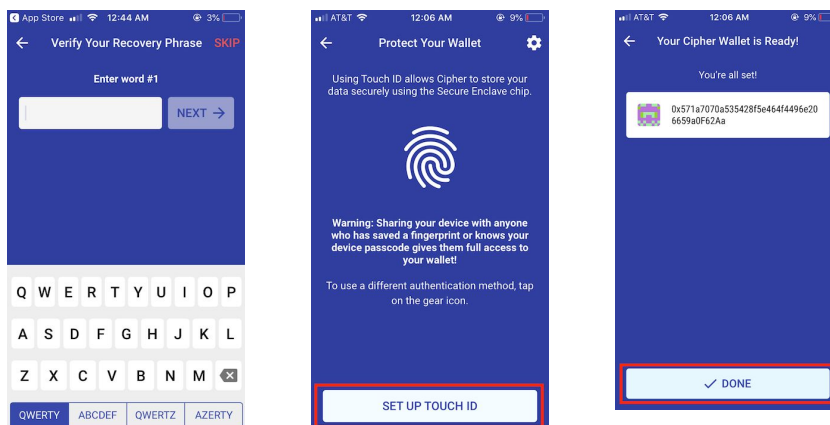 App Store 12:44 AM 3%
Verify Your Recovery Phrase SKIP
Enter word #1
NEXT →
Q W E R T Y U I O P
A S D F G H J K L
Z X C V B N M
QWERTY ABCDEF QWERTZ AZERTY
AT&T 12:06 AM 9%
Protect Your Wallet
Using Touch ID allows Cipher to store your
data securely using the Secure Enclave chip.
Warning: Sharing your device with anyone
who has saved a fingerprint or knows your
device passcode gives them full access to
your wallet!
To use a different authentication method, tap
on the gear icon.
SET UP TOUCH ID
AT&T 12:06 AM 9%
Your Cipher Wallet is Ready!
You're all set!
0x571a7070a535428f5e464f4496e20
6659a0F62Aa
DONE